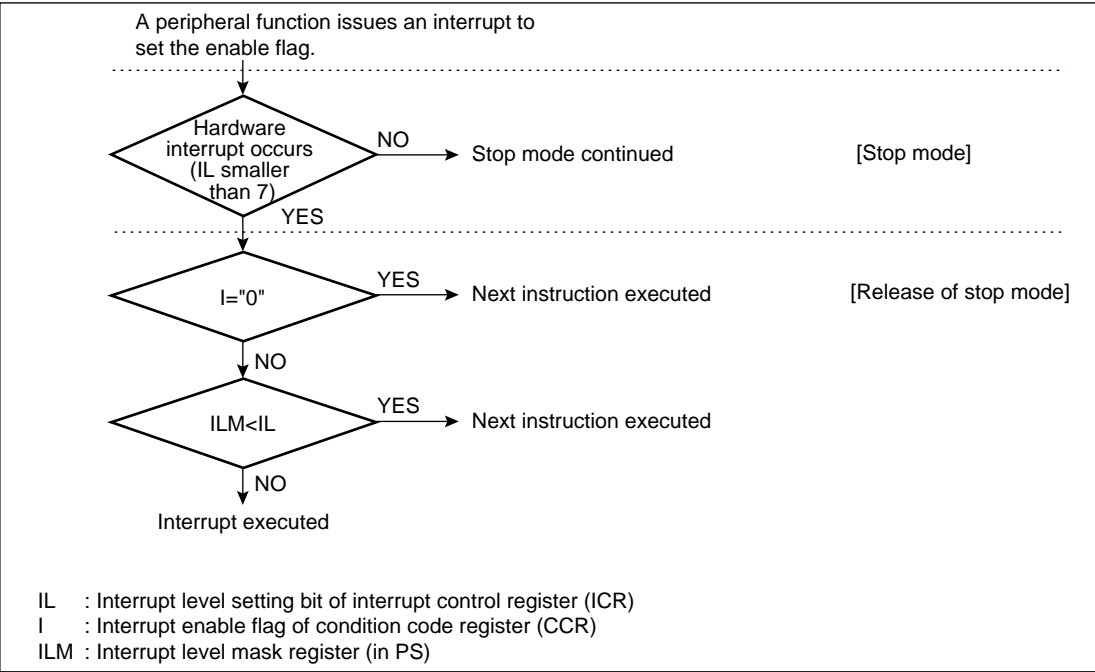 A peripheral function issues an interrupt to
set the enable flag.
Hardware
interrupt occurs
(IL smaller
than 7)
NO
Stop mode continued
[Stop mode]
YES
I="0"
YES
Next instruction executed
[Release of stop mode]
NO
ILM<IL
YES
Next instruction executed
NO
Interrupt executed
IL : Interrupt level setting bit of interrupt control register (ICR)
I : Interrupt enable flag of condition code register (CCR)
ILM : Interrupt level mask register (in PS)